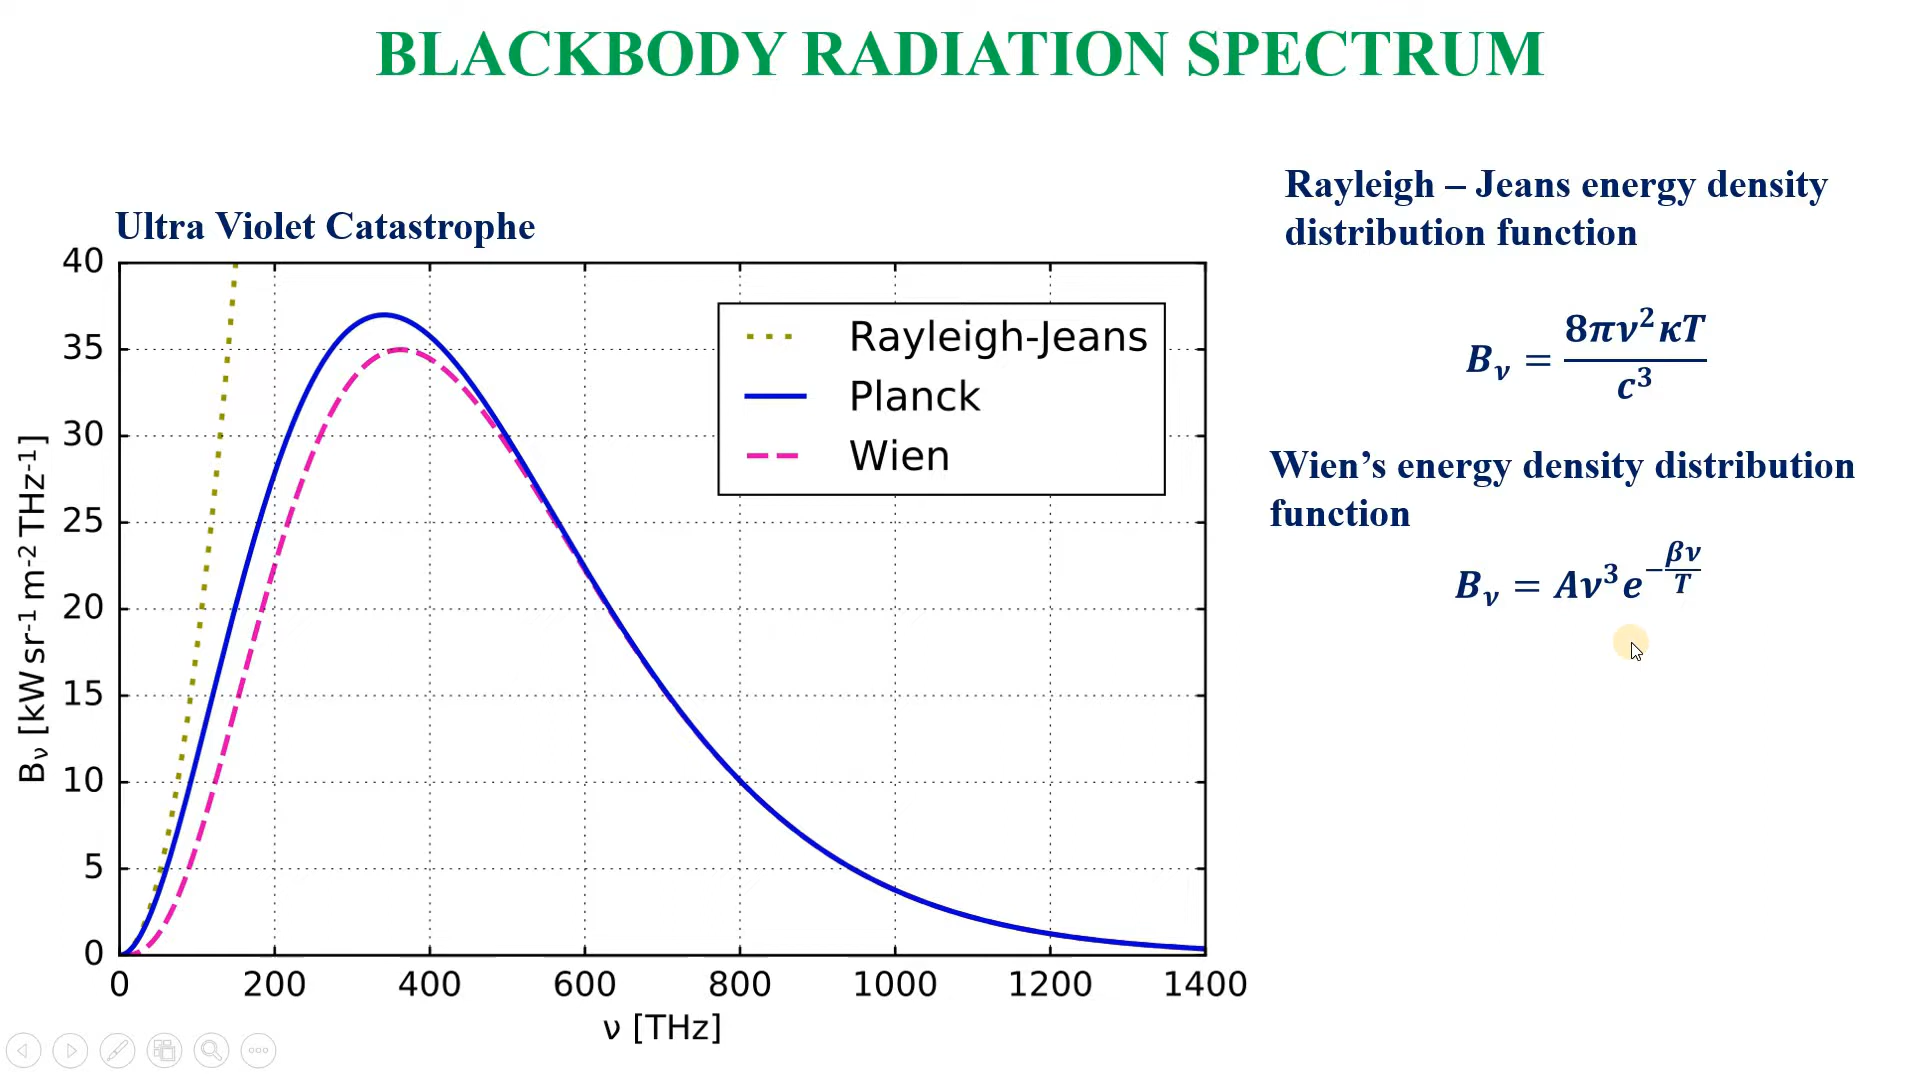 BLACKBODY RADIATION SPECTRUM
Ultra Violet Catastrophe
40
35
30
25
20
15
10
5
0
0 200 400 600 800 1000 1200 1400
ν [THz]
Bν [kW sr-1 m-2 THz-1]
Rayleigh-Jeans
Planck
Wien
Rayleigh – Jeans energy density
distribution function
Bν = 8πν²κT / c³
Wien’s energy density distribution
function
Bν = Aν³e^(−βν/T)